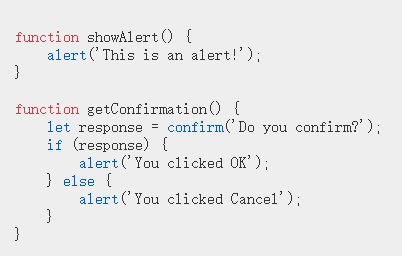 function showAlert() {
    alert('This is an alert!');
}

function getConfirmation() {
    let response = confirm('Do you confirm?');
    if (response) {
        alert('You clicked OK');
    } else {
        alert('You clicked Cancel');
    }
}